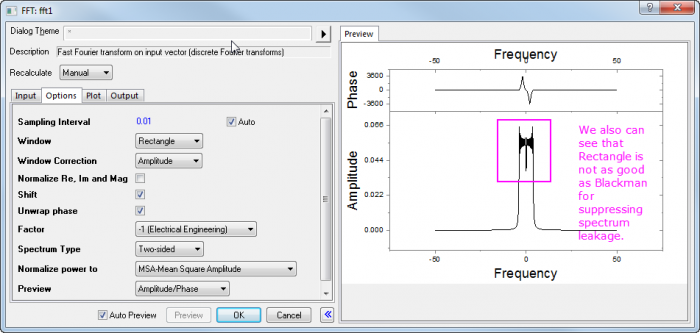 FFT: fft1
Dialog Theme *
Description Fast Fourier transform on input vector (discrete Fourier transforms)
Recalculate Manual
Input Options Plot Output
Sampling Interval 0.01 Auto
Window Rectangle
Window Correction Amplitude
Normalize Re, Im and Mag
Shift
Unwrap phase
Factor -1 (Electrical Engineering)
Spectrum Type Two-sided
Normalize power to MSA-Mean Square Amplitude
Preview Amplitude/Phase
Auto Preview Preview OK Cancel
Preview
Frequency
-50 0 50
Phase
3600
0
-3600
Amplitude
0.066
0.044
0.022
0.000
-50 0 50
Frequency
We also can
see that
Rectangle is
not as good
as Blackman
for
suppressing
spectrum
leakage.